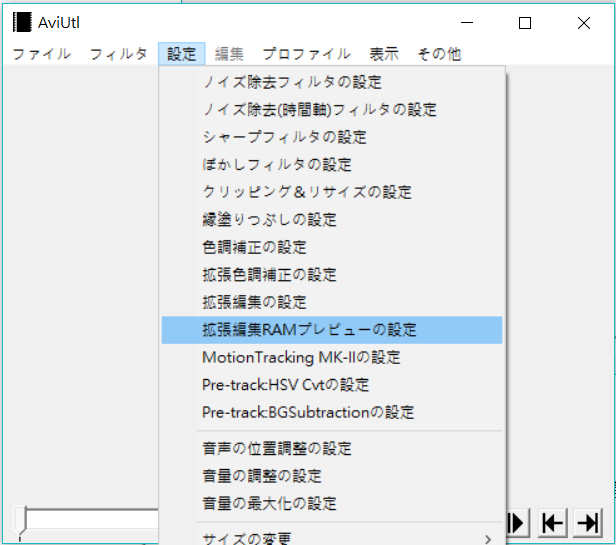 AviUtl
ファイル フィルタ 設定 編集 プロファイル 表示 その他
ノイズ除去フィルタの設定
ノイズ除去(時間軸)フィルタの設定
シャープフィルタの設定
ぼかしフィルタの設定
クリッピング＆リサイズの設定
縁塗りつぶしの設定
色調補正の設定
拡張色調補正の設定
拡張編集の設定
拡張編集RAMプレビューの設定
MotionTracking MK-IIの設定
Pre-track:HSV Cvtの設定
Pre-track:BGSubtractionの設定
音声の位置調整の設定
音量の調整の設定
音量の最大化の設定
サイズの変更